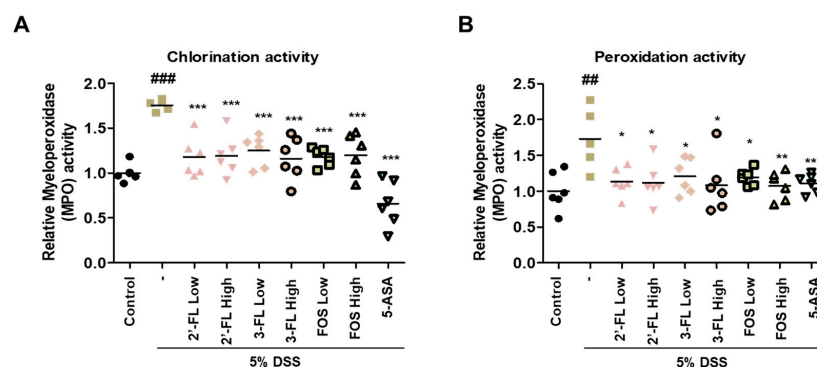 A
Chlorination activity
Relative Myeloperoxidase
(MPO) activity
2.0
1.5
1.0
0.5
0.0
###
***
***
***
***
***
***
***
Control
-
2'-FL Low
2'-FL High
3-FL Low
3-FL High
FOS Low
FOS High
5-ASA
5% DSS
B
Peroxidation activity
Relative Myeloperoxidase
(MPO) activity
2.5
2.0
1.5
1.0
0.5
0.0
##
*
*
*
*
*
**
**
Control
-
2'-FL Low
2'-FL High
3-FL Low
3-FL High
FOS Low
FOS High
5-ASA
5% DSS